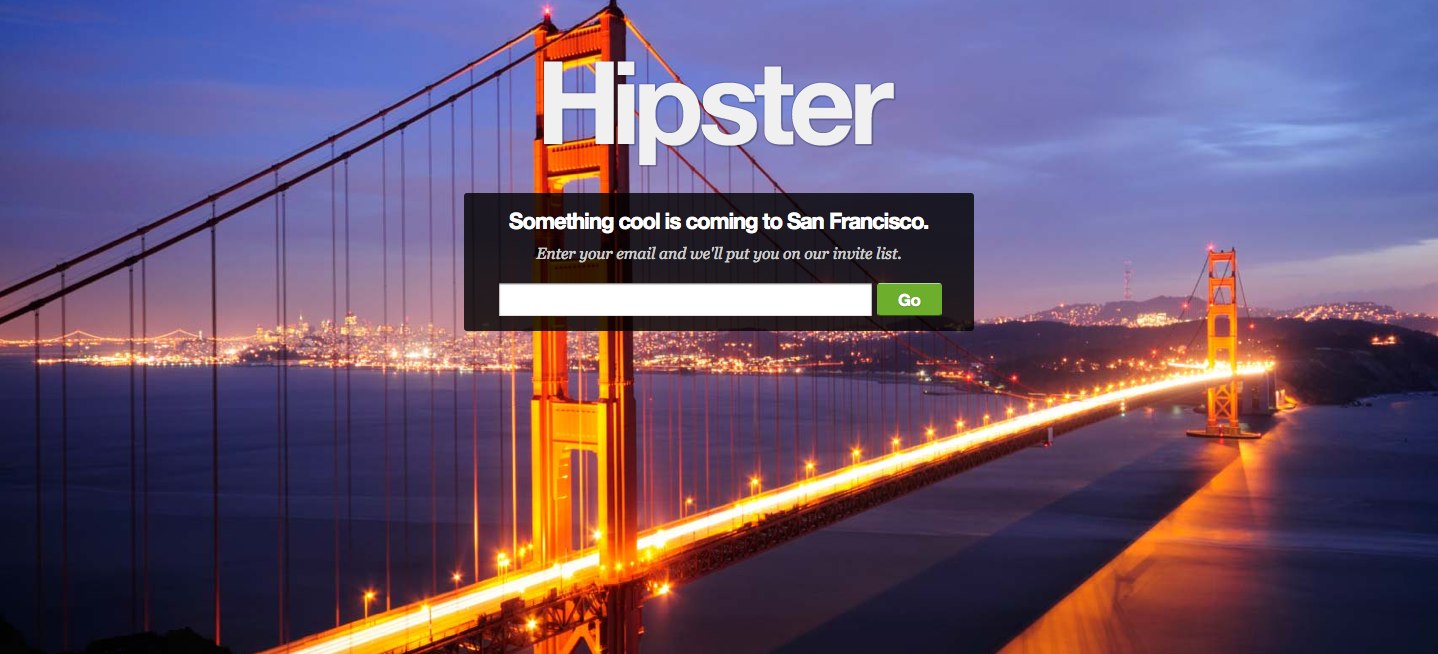 Hipster
Something cool is coming to San Francisco.
Enter your email and we'll put you on our invite list.
Go